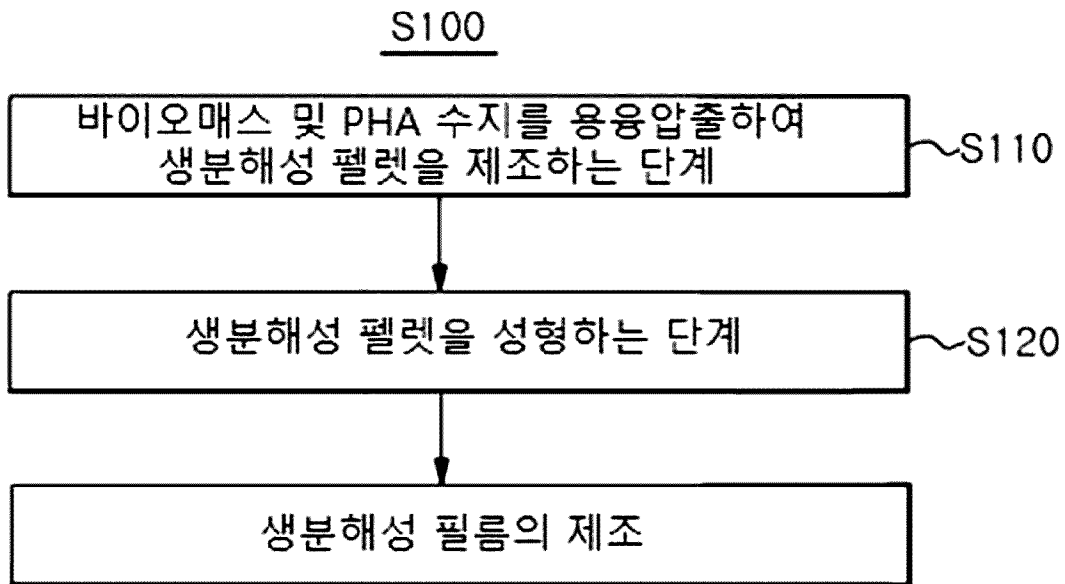 S100
바이오매스 및 PHA 수지를 용융압출하여
생분해성 펠렛을 제조하는 단계
S110
생분해성 펠렛을 성형하는 단계
S120
생분해성 필름의 제조